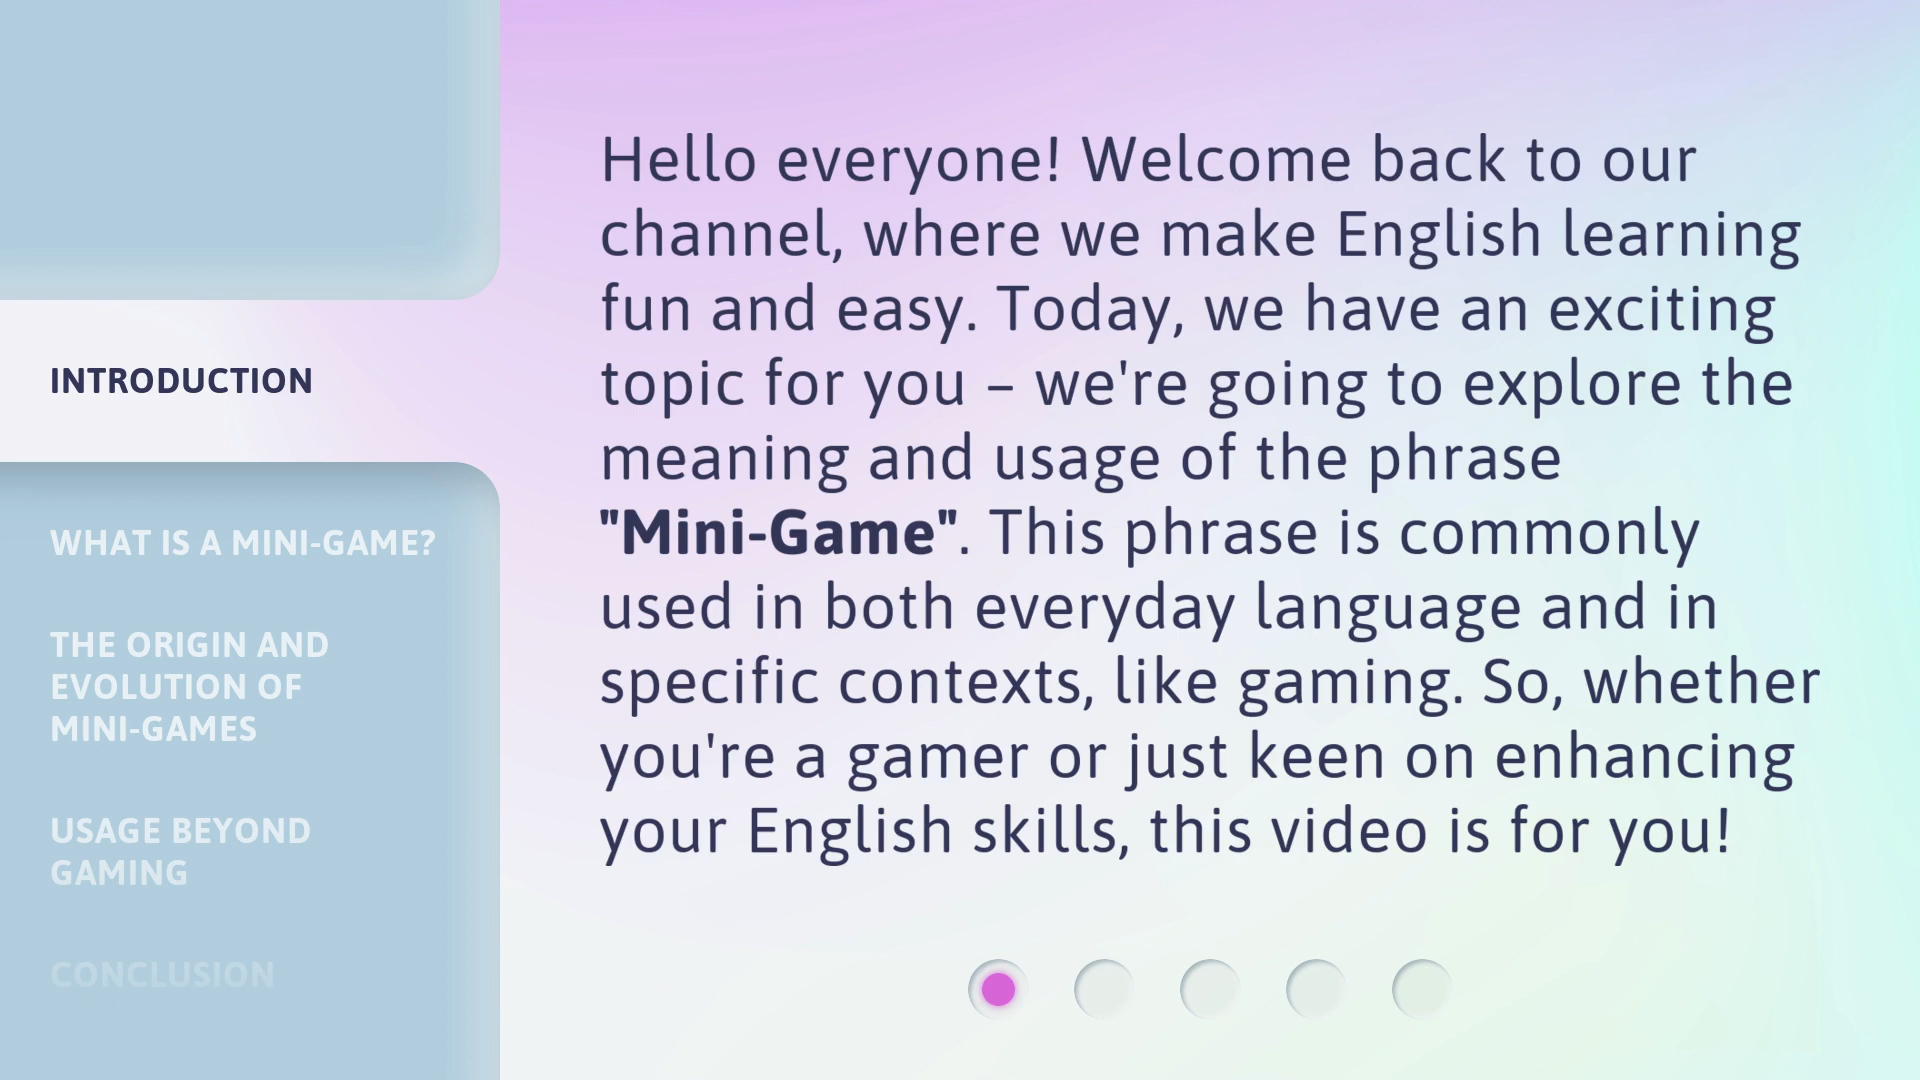 INTRODUCTION
WHAT IS A MINI-GAME?
THE ORIGIN AND
EVOLUTION OF
MINI-GAMES
USAGE BEYOND
GAMING
CONCLUSION
Hello everyone! Welcome back to our
channel, where we make English learning
fun and easy. Today, we have an exciting
topic for you – we're going to explore the
meaning and usage of the phrase
"Mini-Game". This phrase is commonly
used in both everyday language and in
specific contexts, like gaming. So, whether
you're a gamer or just keen on enhancing
your English skills, this video is for you!